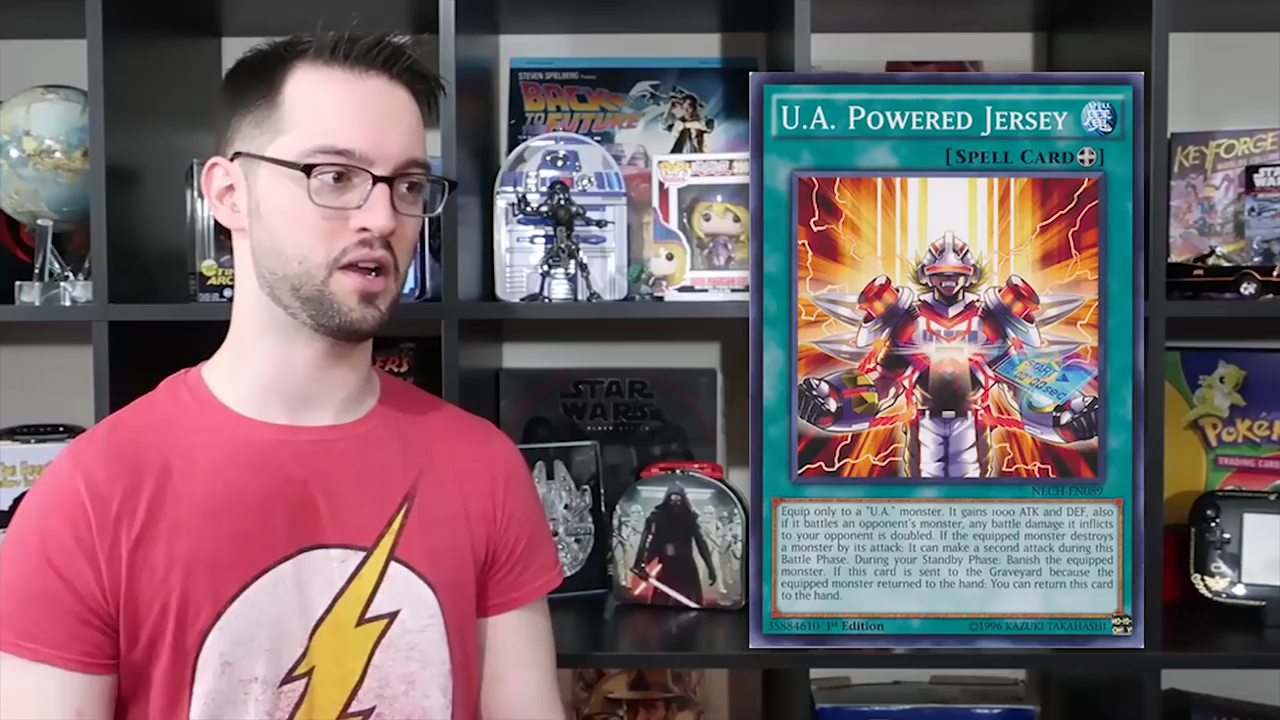 STEVEN SPIELBERG Presents
BACK
TO THE
FUTURE
U.A. POWERED JERSEY
[SPELL CARD]
NECH-EN089
Equip only to a "U.A." monster. It gains 1000 ATK and DEF, also
if it battles an opponent's monster, any battle damage it inflicts
to your opponent is doubled. If the equipped monster destroys
a monster by its attack: It can make a second attack during this
Battle Phase. During your Standby Phase: Banish the equipped
monster. If this card is sent to the Graveyard because the
equipped monster returned to the hand: You can return this card
to the hand.
35884610 1st Edition
©1996 KAZUKI TAKAHASHI
KEYFORGE
STAR
WARS
STAR
WARS
Pokém
TRADING CARD